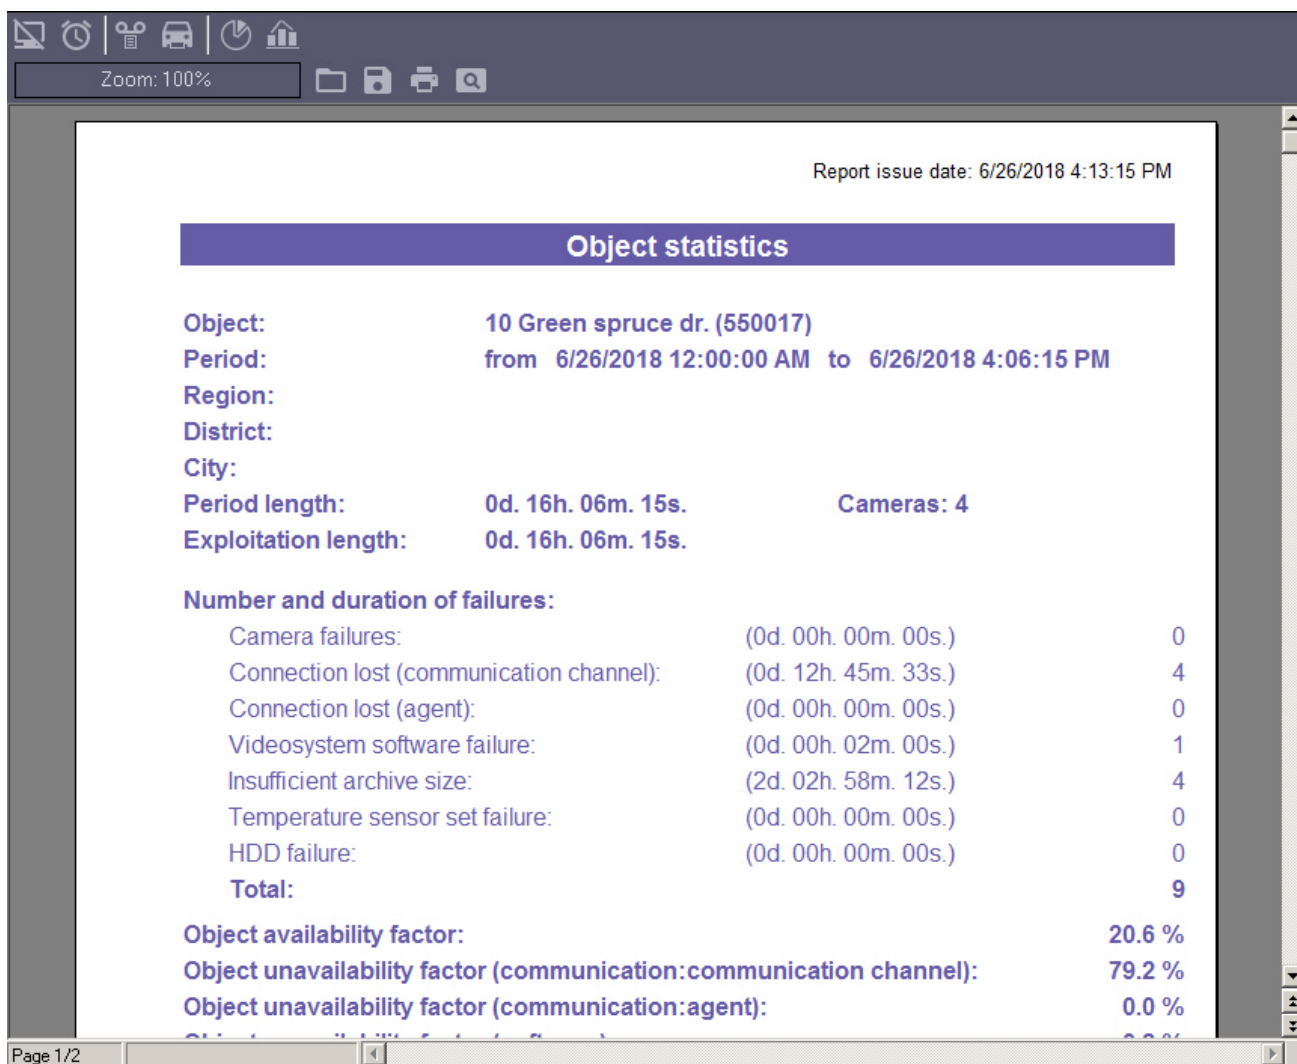 Zoom: 100%
Report issue date: 6/26/2018 4:13:15 PM
Object statistics
Object: 10 Green spruce dr. (550017)
Period: from 6/26/2018 12:00:00 AM to 6/26/2018 4:06:15 PM
Region:
District:
City:
Period length: 0d. 16h. 06m. 15s. Cameras: 4
Exploitation length: 0d. 16h. 06m. 15s.
Number and duration of failures:
Camera failures: (0d. 00h. 00m. 00s.) 0
Connection lost (communication channel): (0d. 12h. 45m. 33s.) 4
Connection lost (agent): (0d. 00h. 00m. 00s.) 0
Videosystem software failure: (0d. 00h. 02m. 00s.) 1
Insufficient archive size: (2d. 02h. 58m. 12s.) 4
Temperature sensor set failure: (0d. 00h. 00m. 00s.) 0
HDD failure: (0d. 00h. 00m. 00s.) 0
Total: 9
Object availability factor: 20.6 %
Object unavailability factor (communication:communication channel): 79.2 %
Object unavailability factor (communication:agent): 0.0 %
Page 1/2